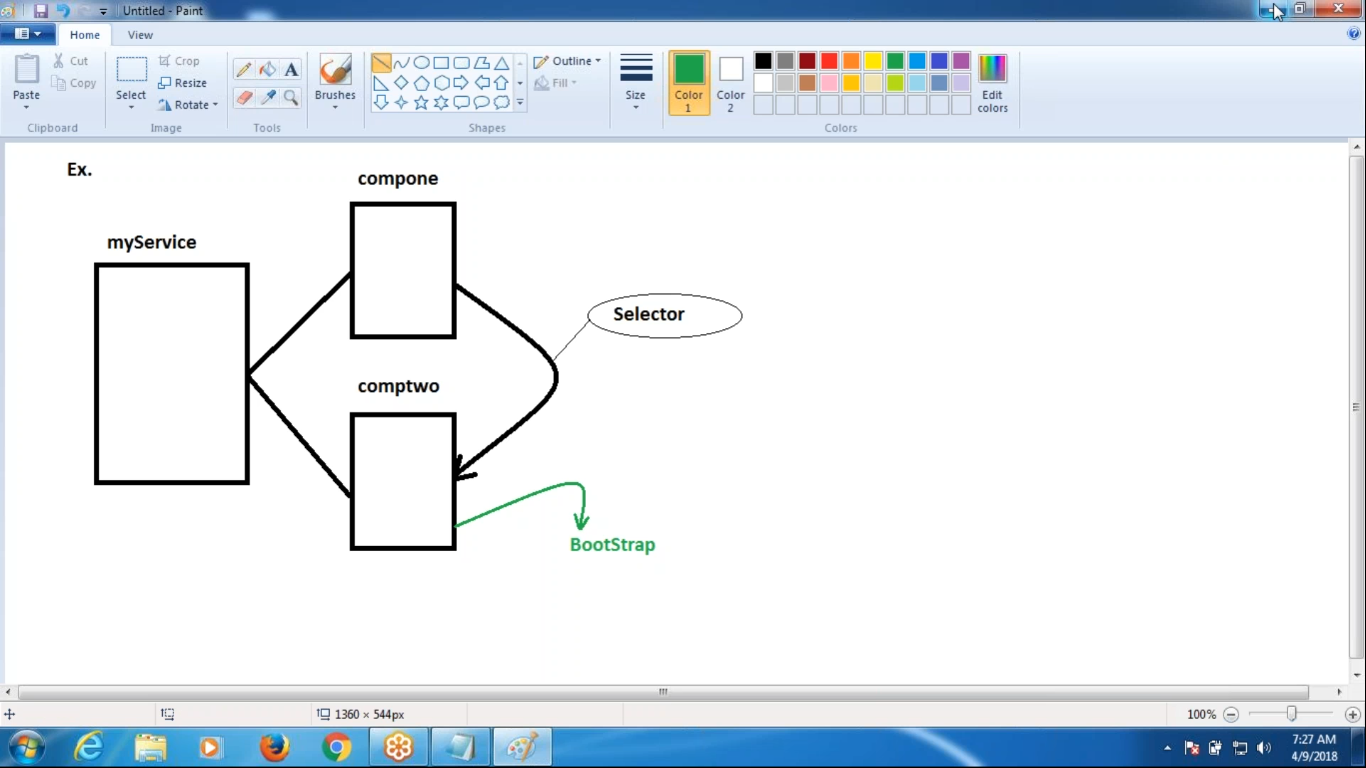 Untitled - Paint
Home
View
Paste
Cut
Copy
Clipboard
Select
Crop
Resize
Rotate
Image
A
Tools
Brushes
Outline
Fill
Shapes
Size
Color 1
Color 2
Edit colors
Colors
Ex.
compone
myService
Selector
comptwo
BootStrap
1360 × 544px
100%
7:27 AM
4/9/2018